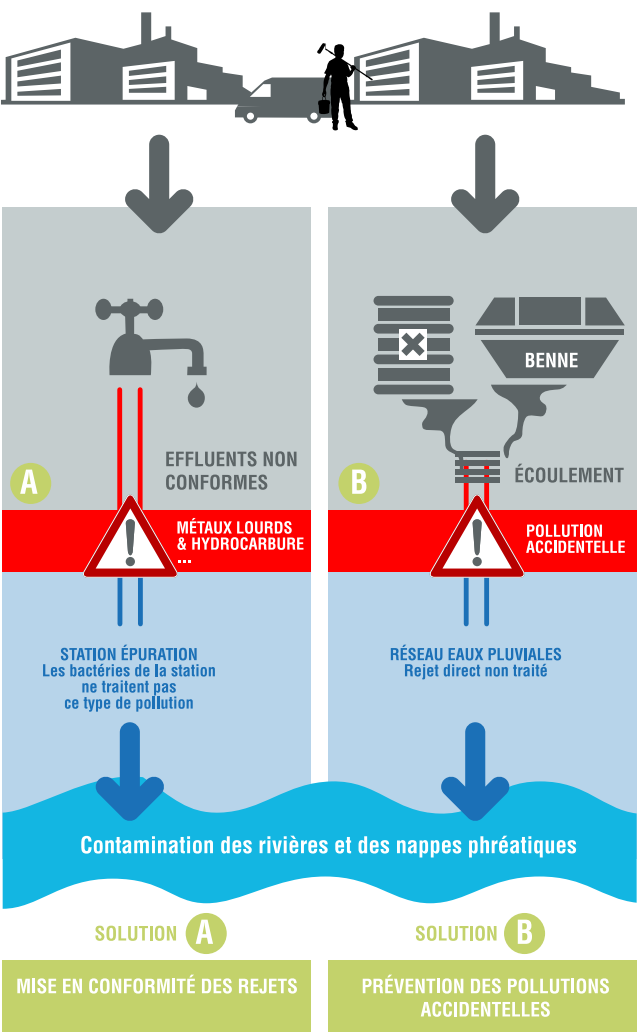 BENNE
A
EFFLUENTS NON
CONFORMES
B
ÉCOULEMENT
MÉTAUX LOURDS
& HYDROCARBURE
...
POLLUTION
ACCIDENTELLE
STATION ÉPURATION
Les bactéries de la station
ne traitent pas
ce type de pollution
RÉSEAU EAUX PLUVIALES
Rejet direct non traité
Contamination des rivières et des nappes phréatiques
SOLUTION A
MISE EN CONFORMITÉ DES REJETS
SOLUTION B
PRÉVENTION DES POLLUTIONS
ACCIDENTELLES